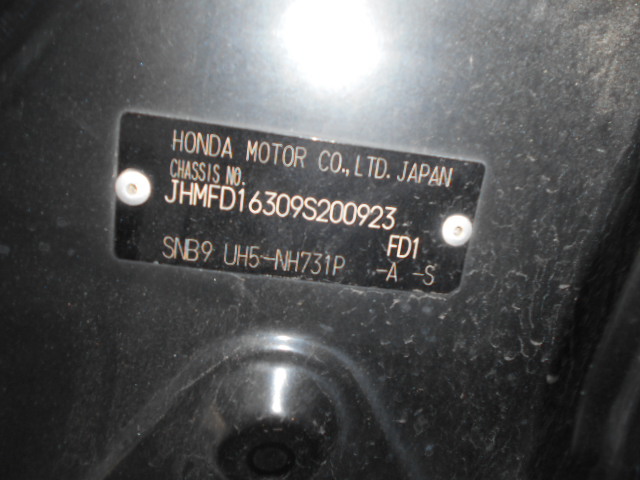 HONDA MOTOR CO.,LTD. JAPAN
CHASSIS NO.
JHMFD16309S200923
FD1
SNB9 UH5-NH731P -A -S